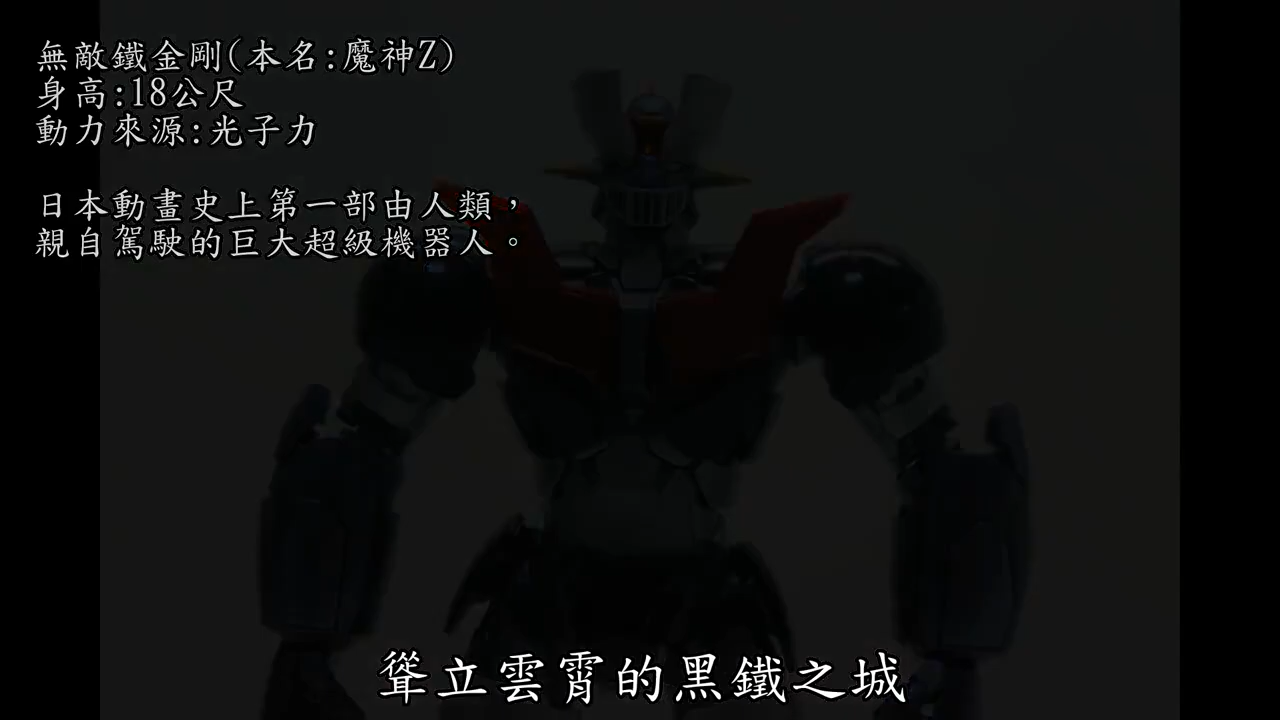 無敵鐵金剛(本名:魔神Z)
身高:18公尺
動力來源:光子力
日本動畫史上第一部由人類，
親自駕駛的巨大超級機器人。
聳立雲霄的黑鐵之城